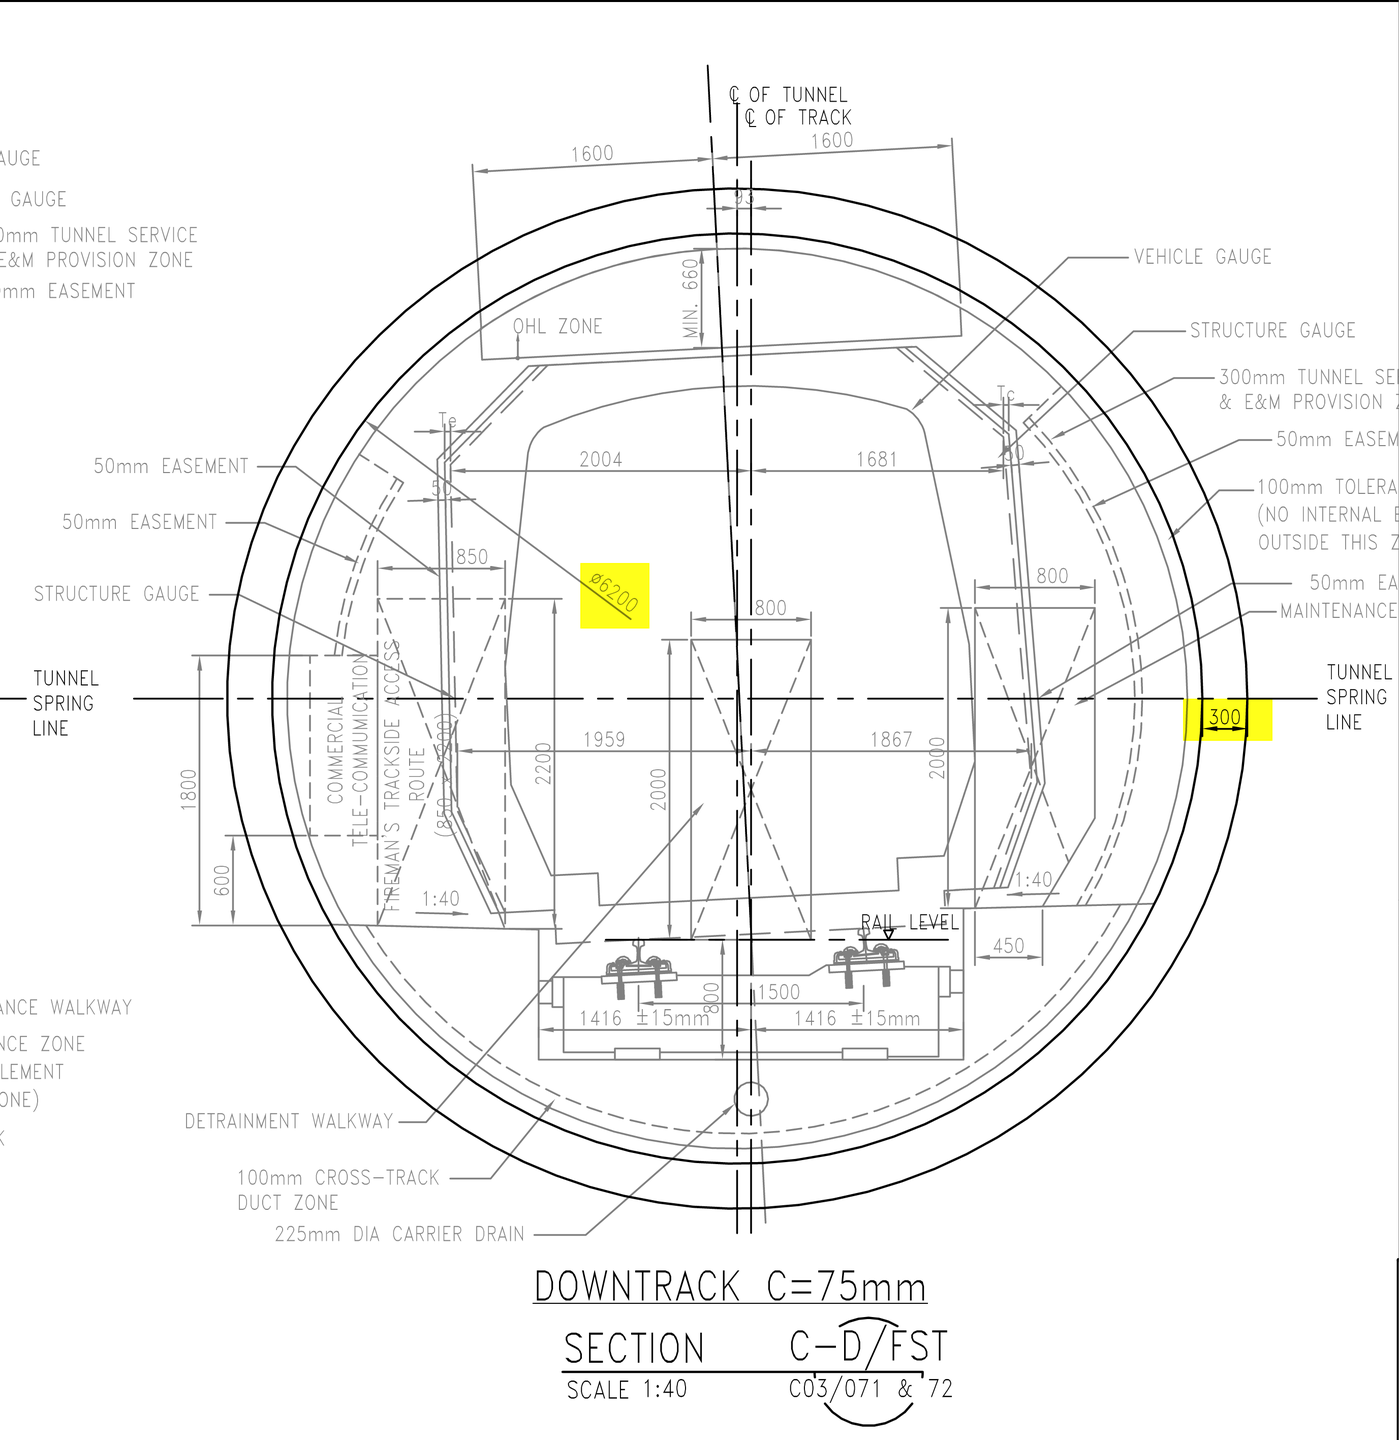 ℄ OF TUNNEL
℄ OF TRACK
1600
1600
93
AUGE
GAUGE
0mm TUNNEL SERVICE
E&M PROVISION ZONE
mm EASEMENT
VEHICLE GAUGE
MIN. 660
OHL ZONE
STRUCTURE GAUGE
300mm TUNNEL SE
& E&M PROVISION
Te
Tc
50mm EASEMENT
2004
1681
50
50mm EASEM
50
50mm EASEMENT
100mm TOLERA
(NO INTERNAL E
OUTSIDE THIS Z
850
ø6200
800
800
50mm EA
MAINTENANCE
STRUCTURE GAUGE
TUNNEL
SPRING
LINE
TUNNEL
SPRING
LINE
300
COMMERCIAL
TELE-COMMUMICATION
FIREMAN'S TRACKSIDE ACCESS
ROUTE
1959
1867
1800
2200
2000
2000
600
1:40
1:40
RAIL LEVEL
450
1500
800
1416 ±15mm
1416 ±15mm
ANCE WALKWAY
NCE ZONE
LEMENT
ONE)
K
DETRAINMENT WALKWAY
100mm CROSS-TRACK
DUCT ZONE
225mm DIA CARRIER DRAIN
DOWNTRACK C=75mm
SECTION C-D/FST
SCALE 1:40 C03/071 & 72